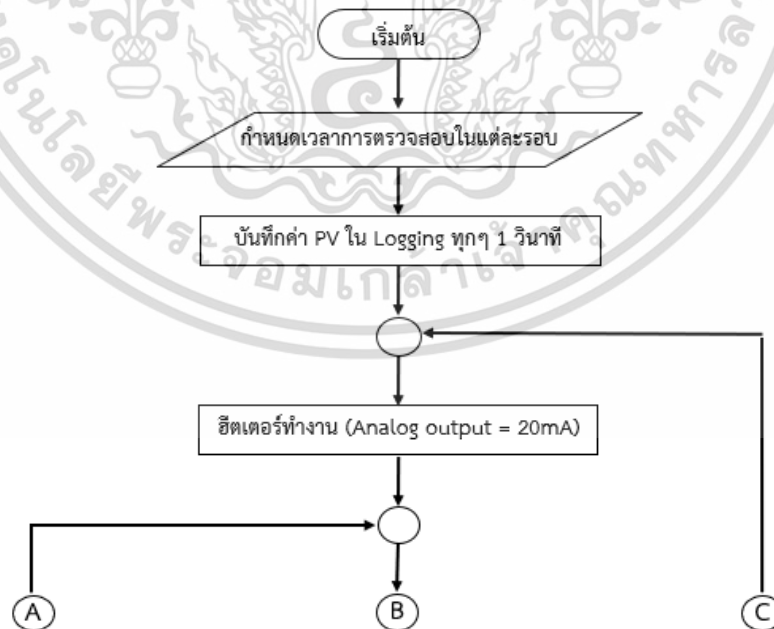 เริ่มต้น
กำหนดเวลาการตรวจสอบในแต่ละรอบ
บันทึกค่า PV ใน Logging ทุกๆ 1 วินาที
ฮีตเตอร์ทำงาน (Analog output = 20mA)
A
B
C